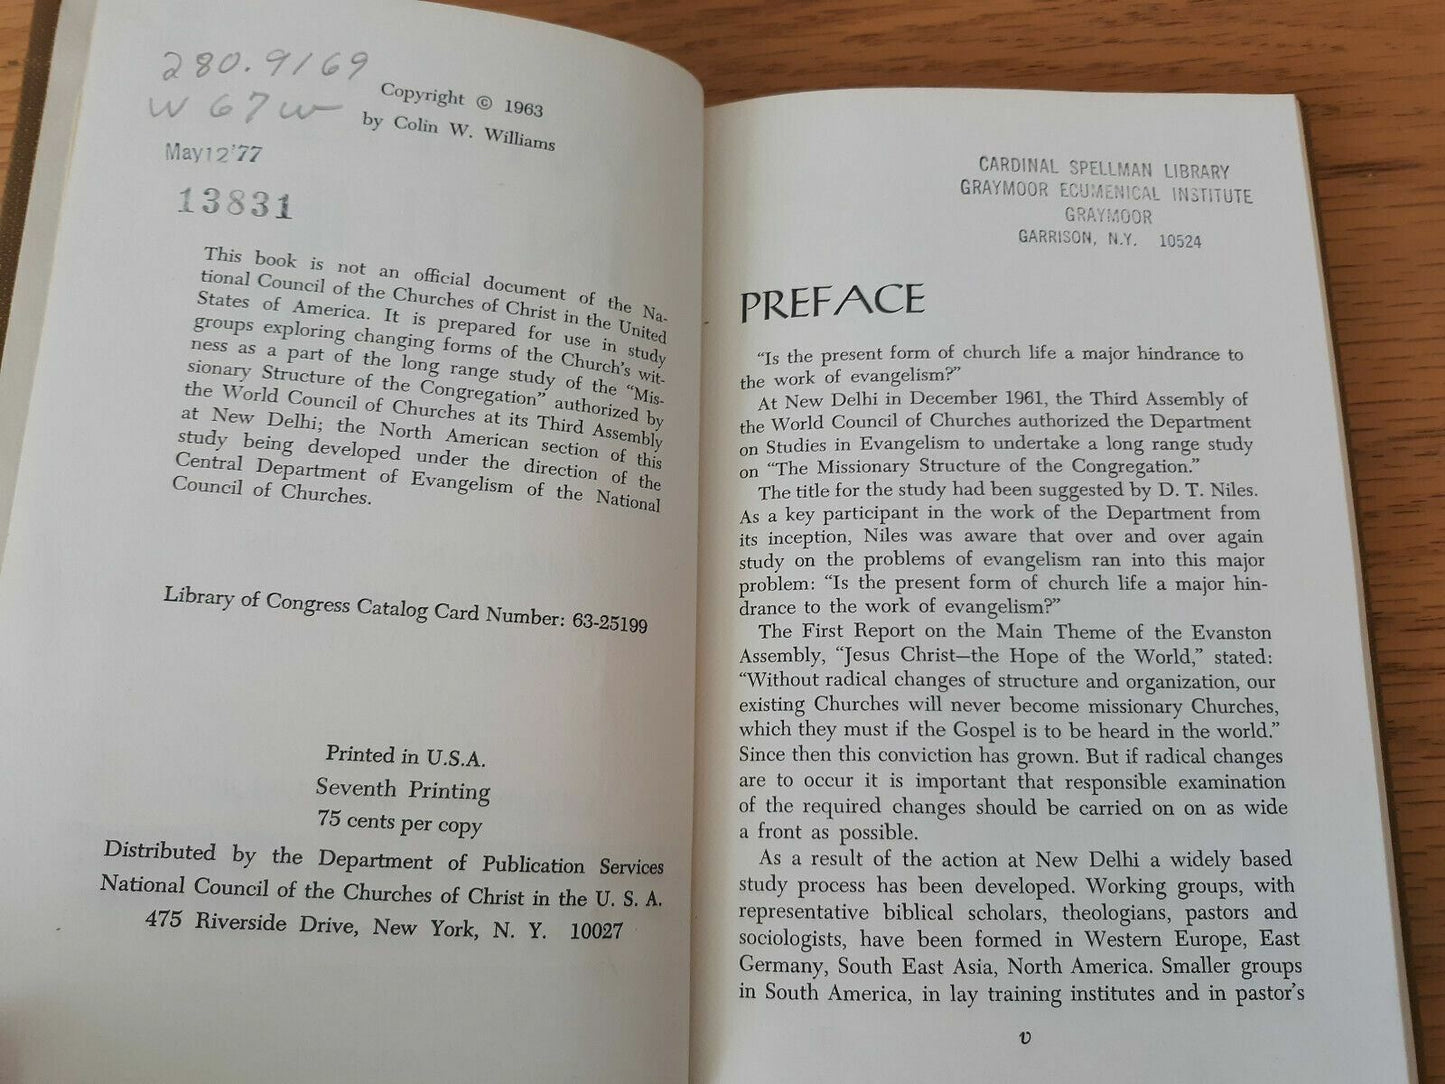 280.9169
W67w
Copyright © 1963
by Colin W. Williams
May 12 '77
13831
This book is not an official document of the Na-
tional Council of the Churches of Christ in the United
States of America. It is prepared for use in study
groups exploring changing forms of the Church's wit-
ness as a part of the long range study of the "Mis-
sionary Structure of the Congregation" authorized by
the World Council of Churches at its Third Assembly
at New Delhi; the North American section of this
study being developed under the direction of the
Central Department of Evangelism of the National
Council of Churches.
Library of Congress Catalog Card Number: 63-25199
Printed in U.S.A.
Seventh Printing
75 cents per copy
Distributed by the Department of Publication Services
National Council of the Churches of Christ in the U. S. A.
475 Riverside Drive, New York, N. Y. 10027
CARDINAL SPELLMAN LIBRARY
GRAYMOOR ECUMENICAL INSTITUTE
GRAYMOOR
GARRISON, N.Y. 10524
PREFACE
"Is the present form of church life a major hindrance to
the work of evangelism?"
At New Delhi in December 1961, the Third Assembly of
the World Council of Churches authorized the Department
on Studies in Evangelism to undertake a long range study
on "The Missionary Structure of the Congregation."
The title for the study had been suggested by D. T. Niles.
As a key participant in the work of the Department from
its inception, Niles was aware that over and over again
study on the problems of evangelism ran into this major
problem: "Is the present form of church life a major hin-
drance to the work of evangelism?"
The First Report on the Main Theme of the Evanston
Assembly, "Jesus Christ—the Hope of the World," stated:
"Without radical changes of structure and organization, our
existing Churches will never become missionary Churches,
which they must if the Gospel is to be heard in the world."
Since then this conviction has grown. But if radical changes
are to occur it is important that responsible examination
of the required changes should be carried on on as wide
a front as possible.
As a result of the action at New Delhi a widely based
study process has been developed. Working groups, with
representative biblical scholars, theologians, pastors and
sociologists, have been formed in Western Europe, East
Germany, South East Asia, North America. Smaller groups
in South America, in lay training institutes and in pastor's
v